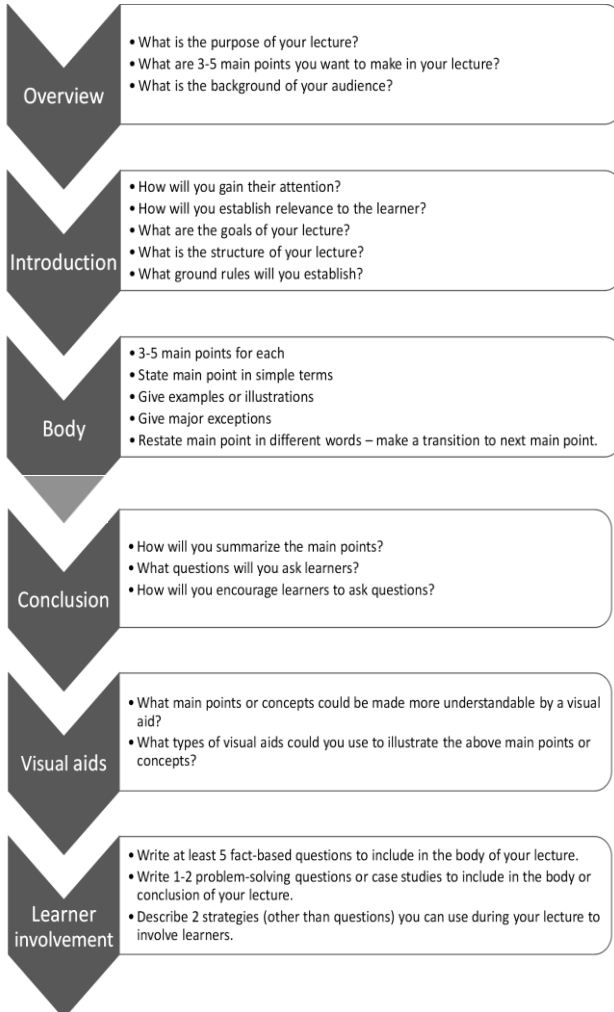 Overview
• What is the purpose of your lecture?
• What are 3-5 main points you want to make in your lecture?
• What is the background of your audience?
Introduction
• How will you gain their attention?
• How will you establish relevance to the learner?
• What are the goals of your lecture?
• What is the structure of your lecture?
• What ground rules will you establish?
Body
• 3-5 main points for each
• State main point in simple terms
• Give examples or illustrations
• Give major exceptions
• Restate main point in different words – make a transition to next main point.
Conclusion
• How will you summarize the main points?
• What questions will you ask learners?
• How will you encourage learners to ask questions?
Visual aids
• What main points or concepts could be made more understandable by a visual
aid?
• What types of visual aids could you use to illustrate the above main points or
concepts?
Learner
involvement
• Write at least 5 fact-based questions to include in the body of your lecture.
• Write 1-2 problem-solving questions or case studies to include in the body or
conclusion of your lecture.
• Describe 2 strategies (other than questions) you can use during your lecture to
involve learners.